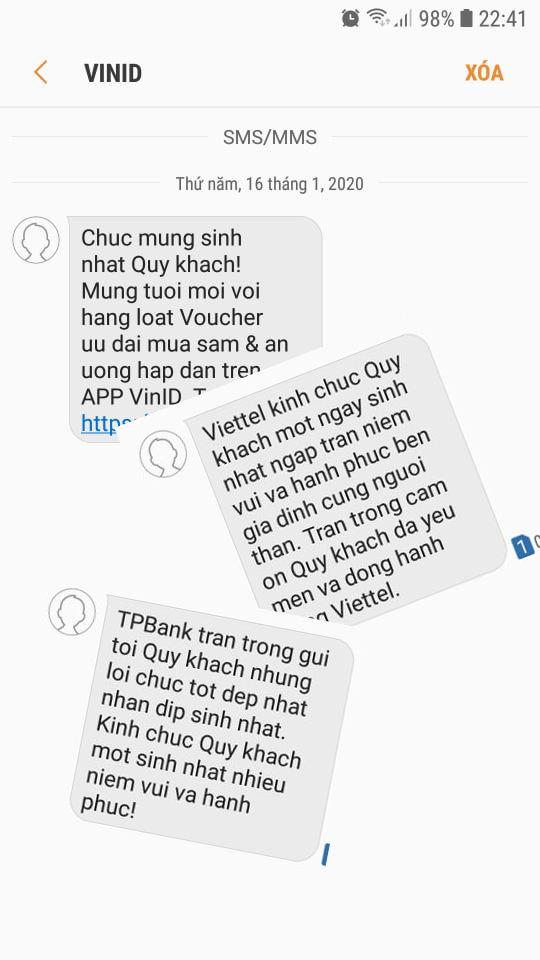 98% 22:41
VINID
XÓA
SMS/MMS
Thứ năm, 16 tháng 1, 2020
Chuc mung sinh
nhat Quy khach!
Mung tuoi moi voi
hang loat Voucher
uu dai mua sam & an
uong hap dan tren
APP VinID
Viettel kinh chuc Quy
khach mot ngay sinh
nhat ngap tran niem
vui va hanh phuc ben
gia dinh cung nguoi
than. Tran trong cam
on Quy khach da yeu
men va dong hanh
Viettel.
1
TPBank tran trong gui
toi Quy khach nhung
loi chuc tot dep nhat
nhan dip sinh nhat.
Kinh chuc Quy khach
mot sinh nhat nhieu
niem vui va hanh
phuc!